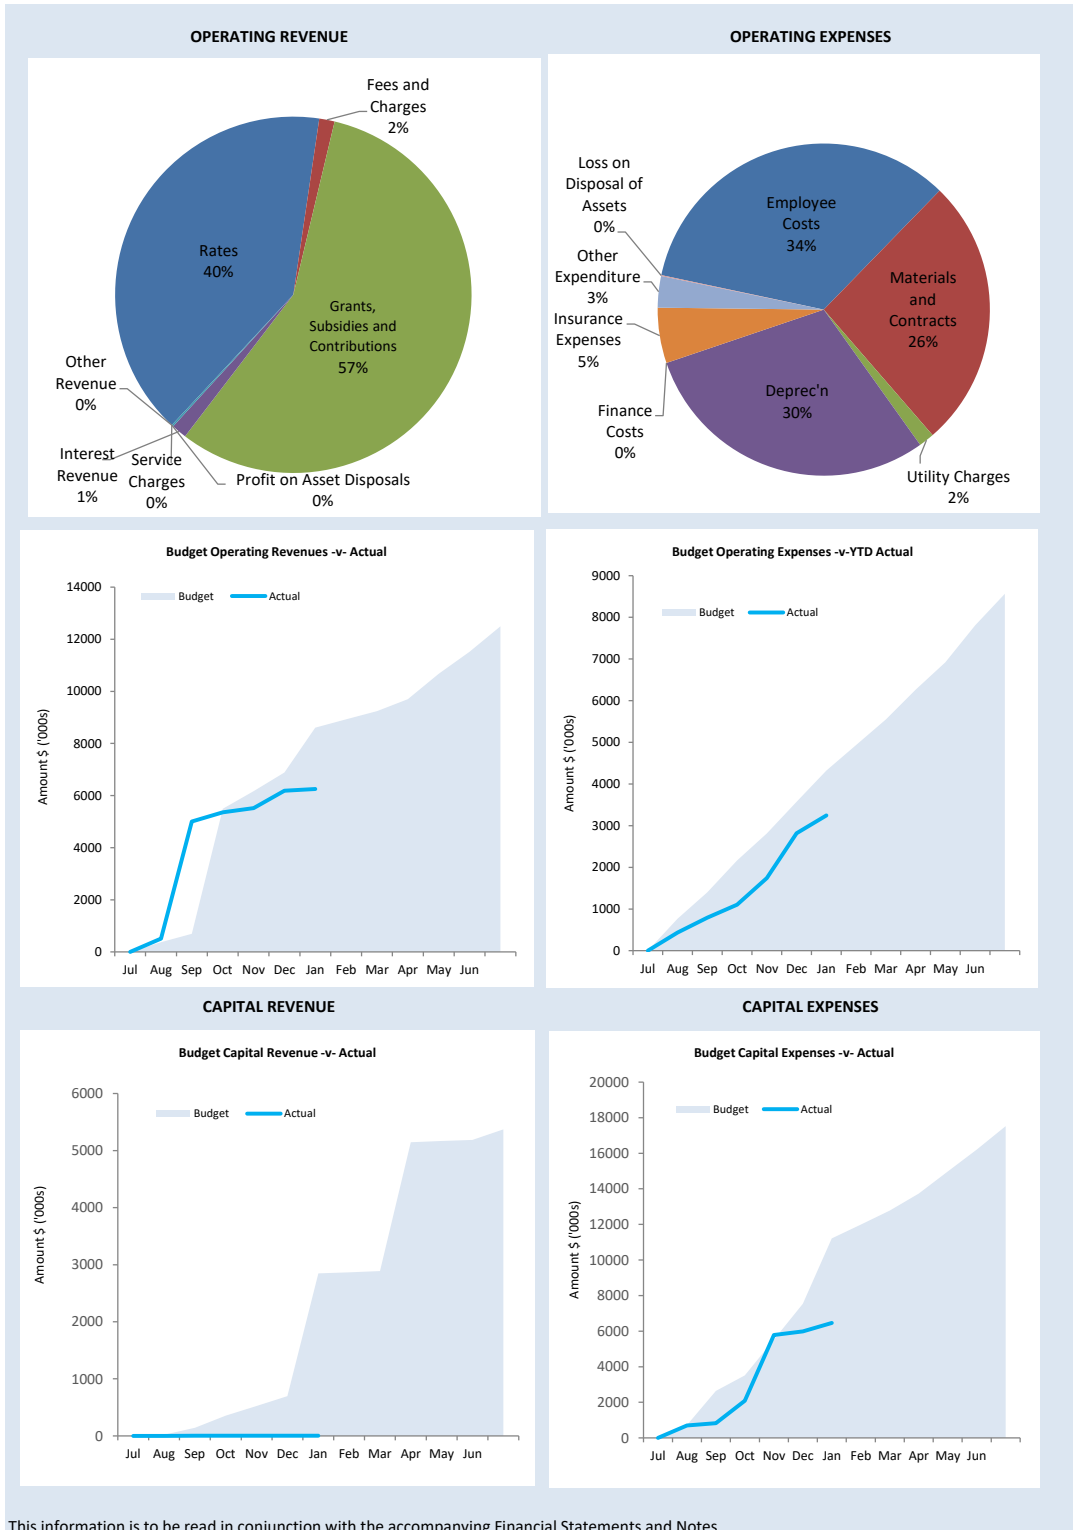 OPERATING REVENUE
OPERATING EXPENSES
Fees and
Charges
2%
Rates
40%
Grants,
Subsidies and
Contributions
57%
Other
Revenue
0%
Interest
Revenue
1%
Service
Charges
0%
Profit on Asset Disposals
0%
Loss on
Disposal of
Assets
0%
Employee
Costs
34%
Other
Expenditure
3%
Materials
and
Contracts
26%
Insurance
Expenses
5%
Deprec'n
30%
Finance
Costs
0%
Utility Charges
2%
Budget Operating Revenues -v- Actual
Budget Actual
14000
12000
10000
8000
6000
4000
2000
0
Amount $ ('000s)
Jul Aug Sep Oct Nov Dec Jan Feb Mar Apr May Jun
Budget Operating Expenses -v-YTD Actual
Budget Actual
9000
8000
7000
6000
5000
4000
3000
2000
1000
0
Amount $ ('000s)
Jul Aug Sep Oct Nov Dec Jan Feb Mar Apr May Jun
CAPITAL REVENUE
CAPITAL EXPENSES
Budget Capital Revenue -v- Actual
Budget Actual
6000
5000
4000
3000
2000
1000
0
Amount $ ('000s)
Jul Aug Sep Oct Nov Dec Jan Feb Mar Apr May Jun
Budget Capital Expenses -v- Actual
Budget Actual
20000
18000
16000
14000
12000
10000
8000
6000
4000
2000
0
Amount $ ('000s)
Jul Aug Sep Oct Nov Dec Jan Feb Mar Apr May Jun
This information is to be read in conjunction with the accompanying Financial Statements and Notes.